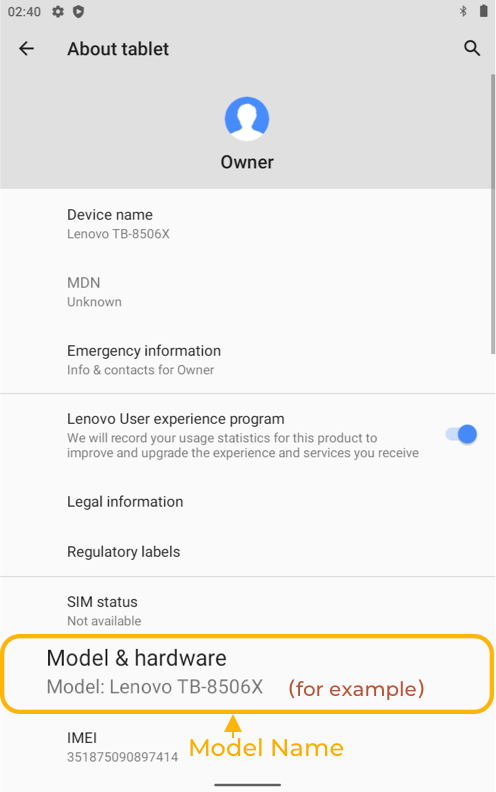 02:40
About tablet
Owner
Device name
Lenovo TB-8506X
MDN
Unknown
Emergency information
Info & contacts for Owner
Lenovo User experience program
We will record your usage statistics for this product to
improve and upgrade the experience and services you receive
Legal information
Regulatory labels
SIM status
Not available
Model & hardware
Model: Lenovo TB-8506X (for example)
IMEI
351875090897414
Model Name